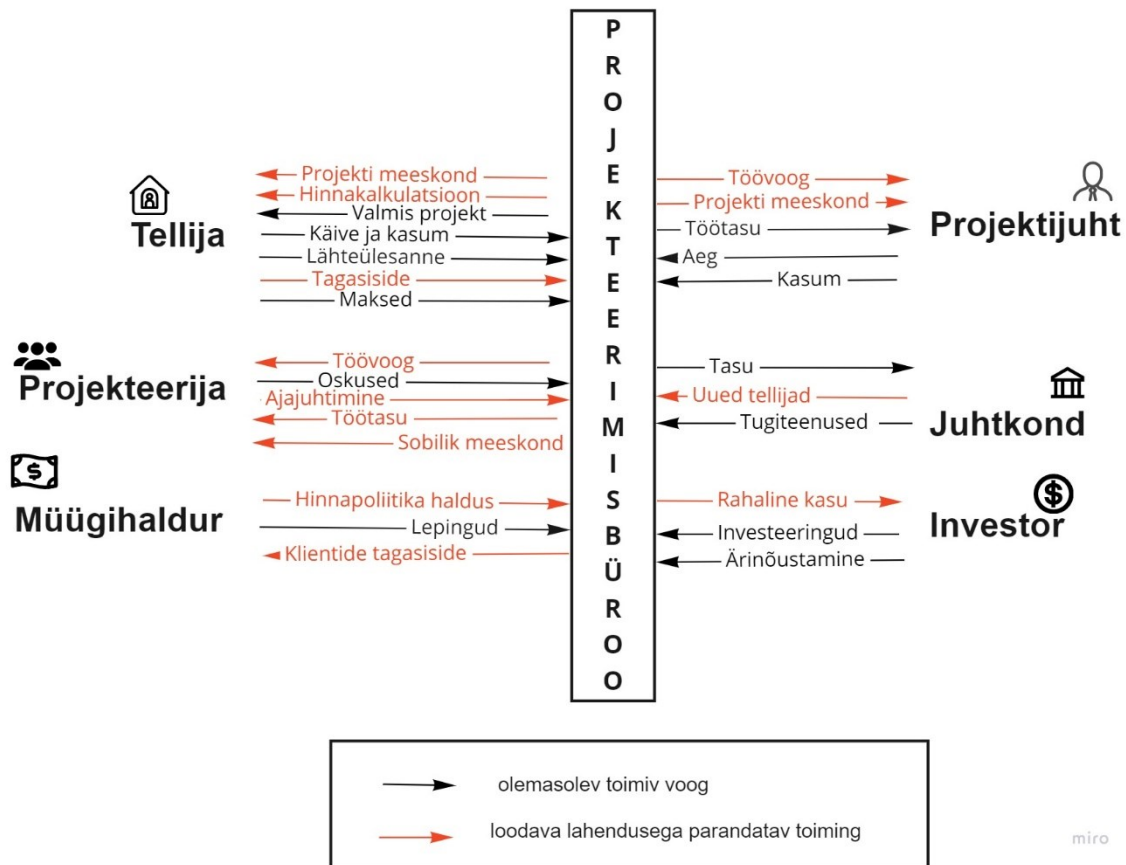 PROJEKTEERIMISBÜROO
Tellija
Projekti meeskond
Hinnakalkulatsioon
Valmis projekt
Käive ja kasum
Lähteülesanne
Tagasiside
Maksed
Projekteerija
Töövoog
Oskused
Ajajuhtimine
Töötasu
Sobilik meeskond
Müügihaldur
Hinnapoliitika haldus
Lepingud
Klientide tagasiside
Töövoog
Projekti meeskond
Töötasu
Aeg
Kasum
Projektijuht
Tasu
Uued tellijad
Tugiteenused
Juhtkond
Rahaline kasu
Investeeringud
Ärinõustamine
Investor
olemasolev toimiv voog
loodava lahendusega parandatav toiming
miro